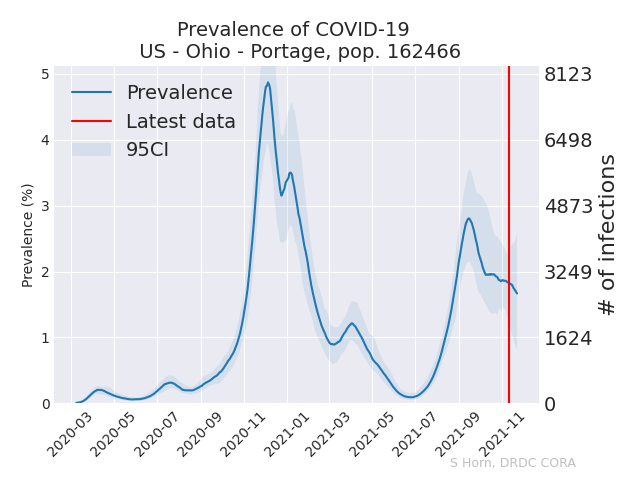 Prevalence of COVID-19
US - Ohio - Portage, pop. 162466
Prevalence
Latest data
95CI
Prevalence (%)
5
4
3
2
1
0
8123
6498
4873
3249
1624
0
# of infections
2020-03
2020-05
2020-07
2020-09
2020-11
2021-01
2021-03
2021-05
2021-07
2021-09
2021-11
S Horn, DRDC CORA